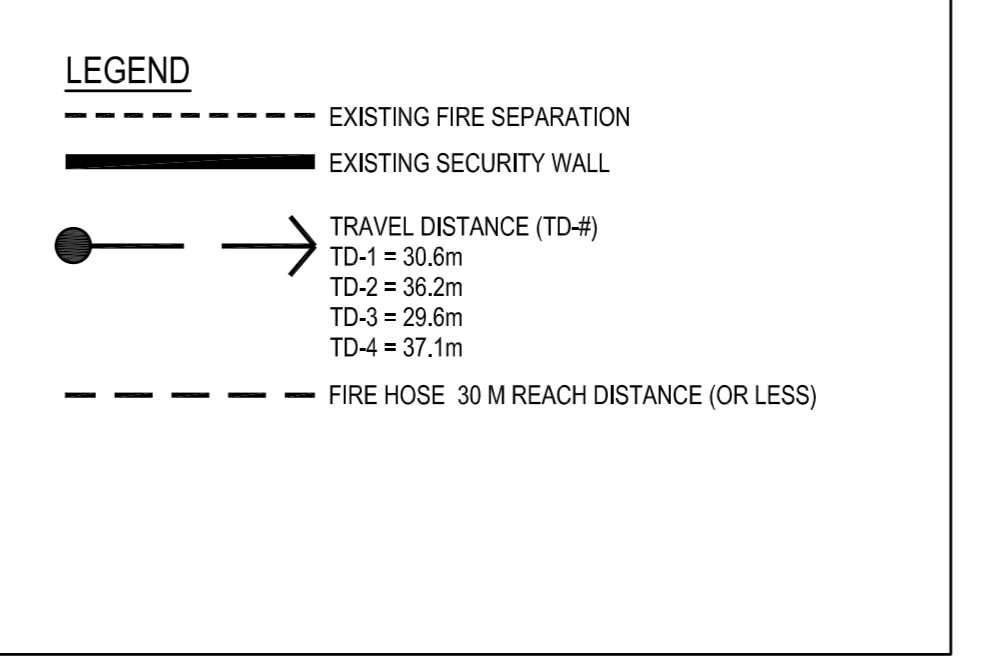 LEGEND
EXISTING FIRE SEPARATION
EXISTING SECURITY WALL
TRAVEL DISTANCE (TD-#)
TD-1 = 30.6m
TD-2 = 36.2m
TD-3 = 29.6m
TD-4 = 37.1m
FIRE HOSE  30 M REACH DISTANCE (OR LESS)